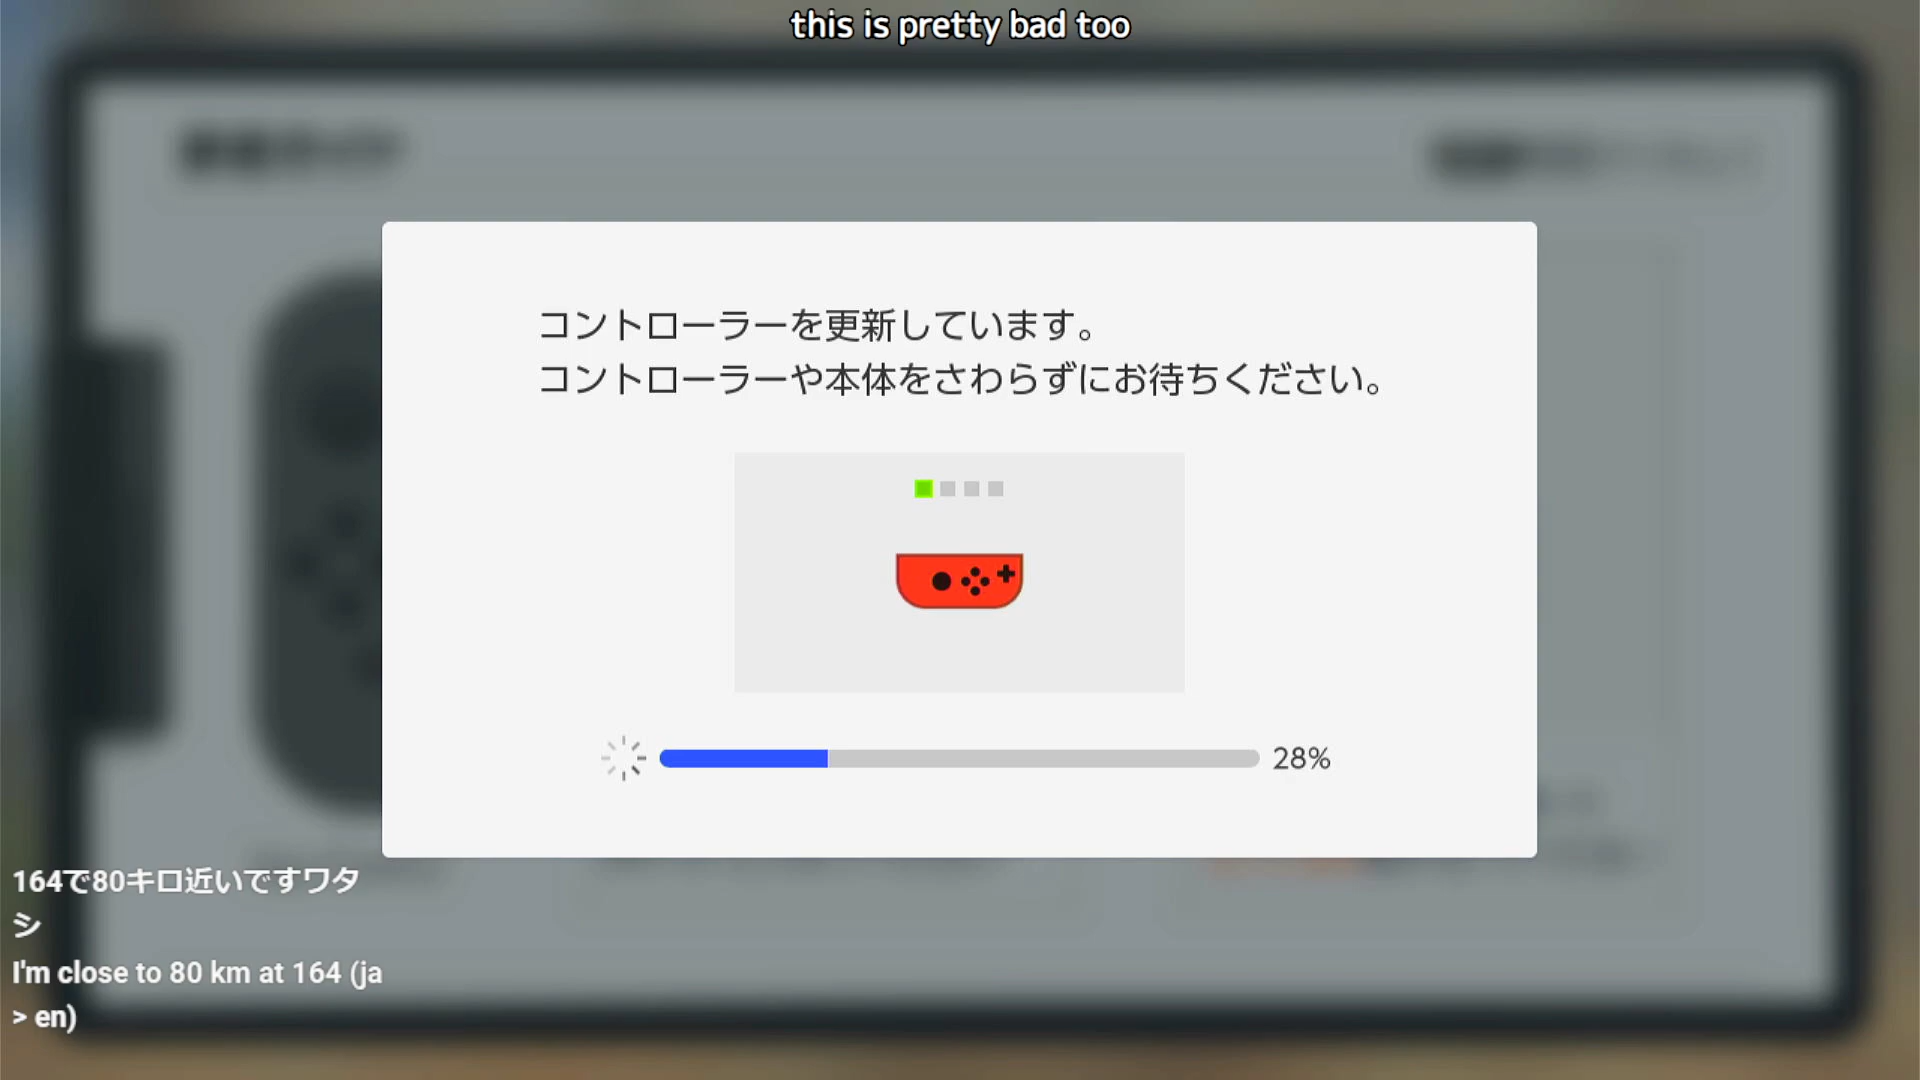 this is pretty bad too
コントローラーを更新しています。
コントローラーや本体をさわらずにお待ちください。
28%
164で80キロ近いですワタ
シ
I'm close to 80 km at 164 (ja
> en)